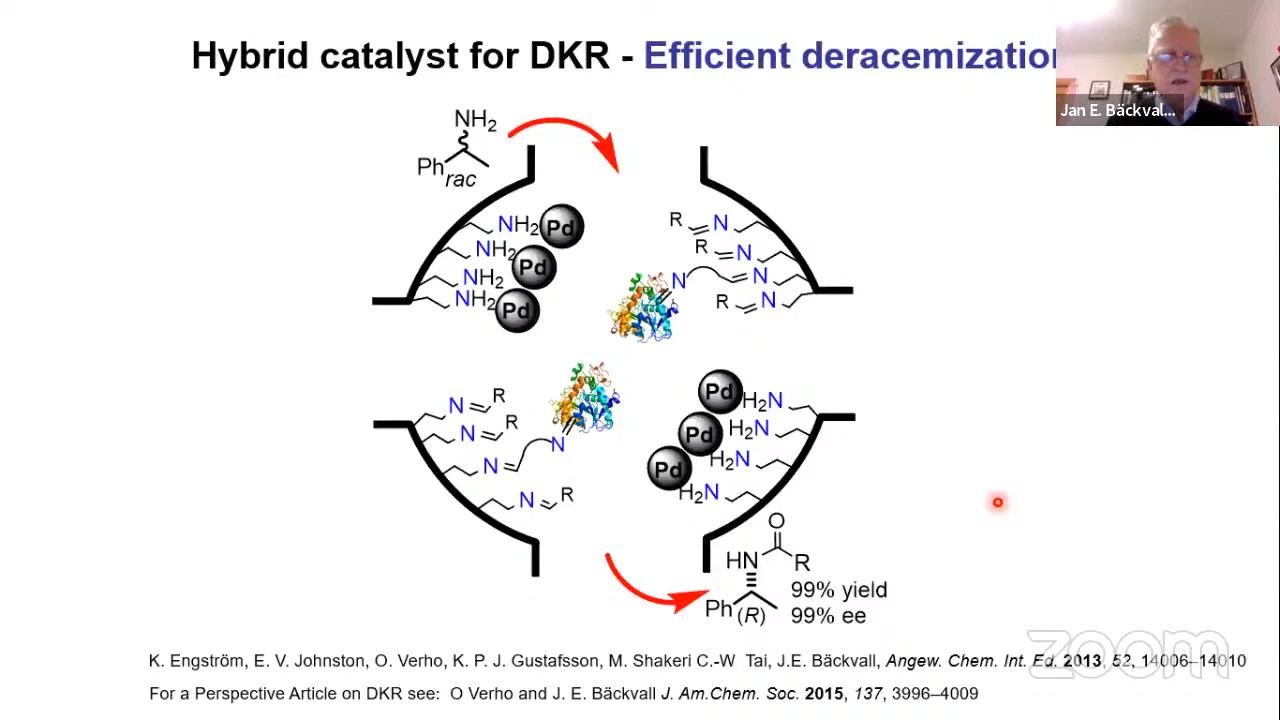 Hybrid catalyst for DKR - Efficient deracemization
Jan E. Bäckval...
NH2
Ph
rac
NH2 Pd
NH2 Pd
NH2
NH2 Pd
R N
R N
N N
R N
N R
N R
N N
N R
Pd H2N
Pd H2N
Pd H2N
H2N
O
HN R
Ph (R)
99% yield
99% ee
zoom
K. Engström, E. V. Johnston, O. Verho, K. P. J. Gustafsson, M. Shakeri C.-W Tai, J.E. Bäckvall, Angew. Chem. Int. Ed. 2013, 52, 14006–14010
For a Perspective Article on DKR see: O Verho and J. E. Bäckvall J. Am.Chem. Soc. 2015, 137, 3996–4009